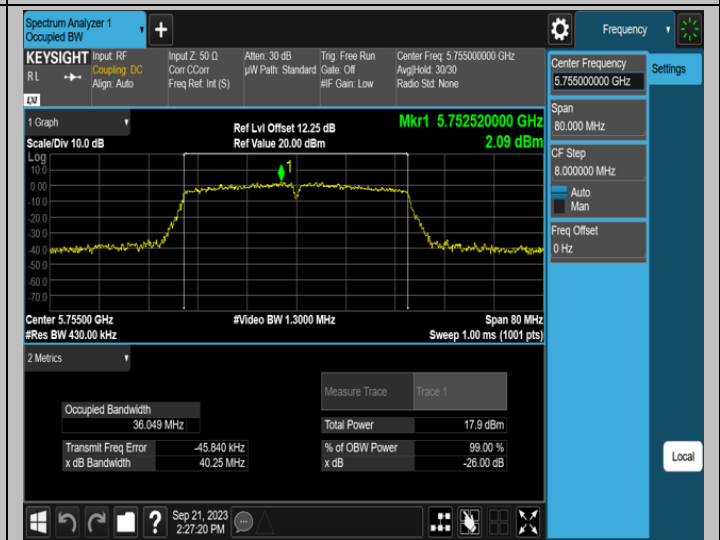 Spectrum Analyzer 1
Occupied BW
Frequency
KEYSIGHT
RL
LXI
Input: RF
Coupling: DC
Align: Auto
Input Z: 50 Ω
Corr CCorr
Freq Ref: Int (S)
Atten: 30 dB
µW Path: Standard
Trig: Free Run
Gate: Off
#IF Gain: Low
Center Freq: 5.755000000 GHz
Avg|Hold: 30/30
Radio Std: None
Center Frequency
5.755000000 GHz
Settings
Span
80.000 MHz
CF Step
8.000000 MHz
Auto
Man
Freq Offset
0 Hz
Local
1 Graph
Scale/Div 10.0 dB
Ref Lvl Offset 12.25 dB
Ref Value 20.00 dBm
Mkr1 5.752520000 GHz
2.09 dBm
Log
10.0
0.00
-10.0
-20.0
-30.0
-40.0
-50.0
-60.0
-70.0
1
Center 5.75500 GHz
#Res BW 430.00 kHz
#Video BW 1.3000 MHz
Span 80 MHz
Sweep 1.00 ms (1001 pts)
2 Metrics
Measure Trace Trace 1
Occupied Bandwidth
36.049 MHz
Total Power 17.9 dBm
Transmit Freq Error -45.840 kHz
% of OBW Power 99.00 %
x dB Bandwidth 40.25 MHz
x dB -26.00 dB
?
Sep 21, 2023
2:27:20 PM